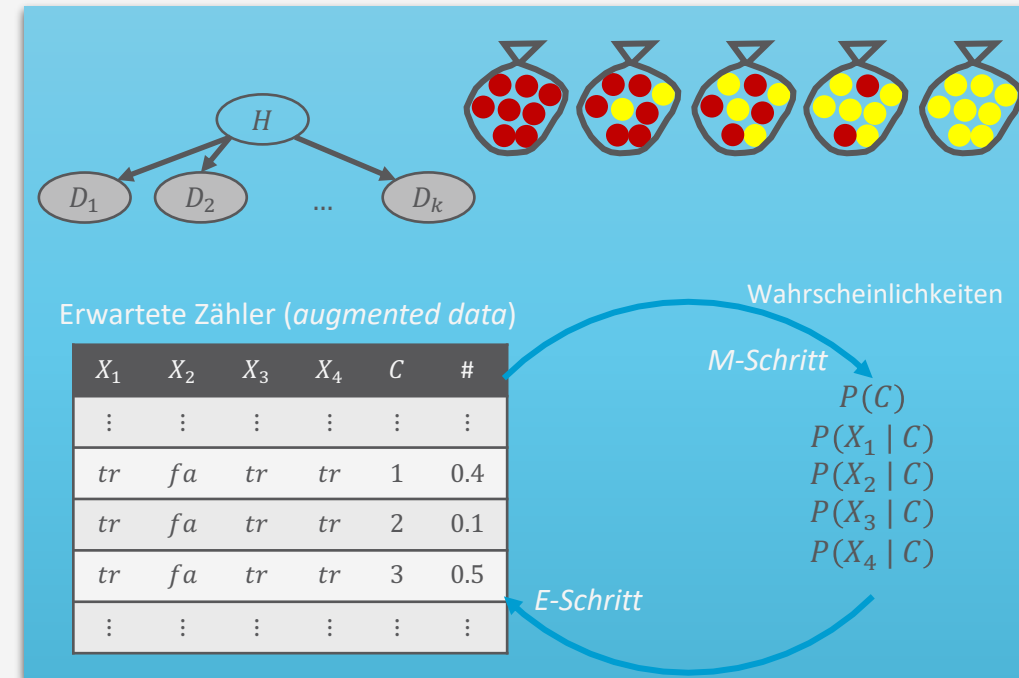 H
D₁ D₂ ... D_k
Wahrscheinlichkeiten
Erwartete Zähler (augmented data)
M-Schritt
X₁ X₂ X₃ X₄ C #
⋮ ⋮ ⋮ ⋮ ⋮ ⋮
tr fa tr tr 1 0.4
tr fa tr tr 2 0.1
tr fa tr tr 3 0.5
⋮ ⋮ ⋮ ⋮ ⋮ ⋮
P(C)
P(X₁ | C)
P(X₂ | C)
P(X₃ | C)
P(X₄ | C)
E-Schritt